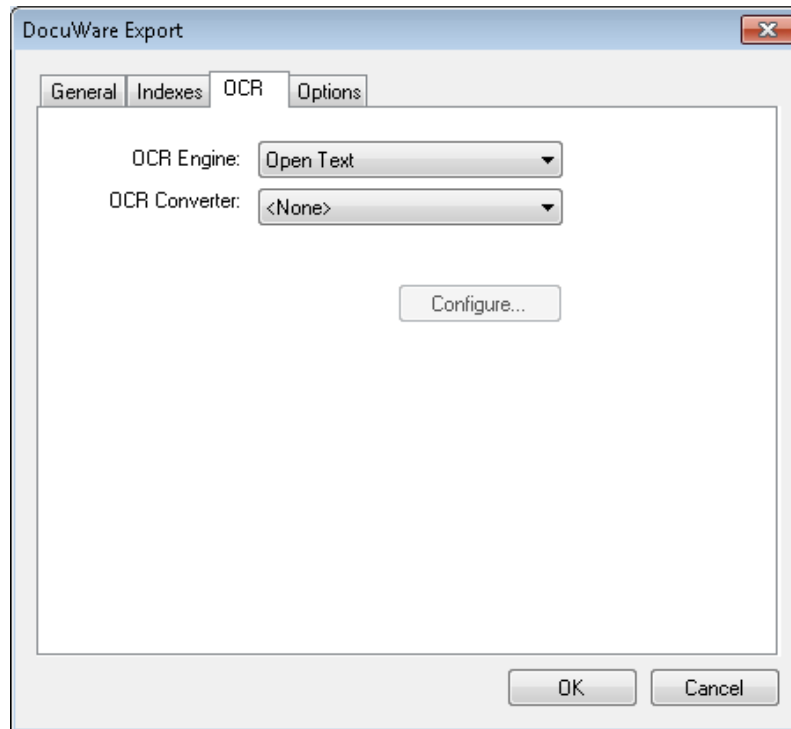 DocuWare Export
General Indexes OCR Options
OCR Engine: Open Text
OCR Converter: <None>
Configure...
OK Cancel